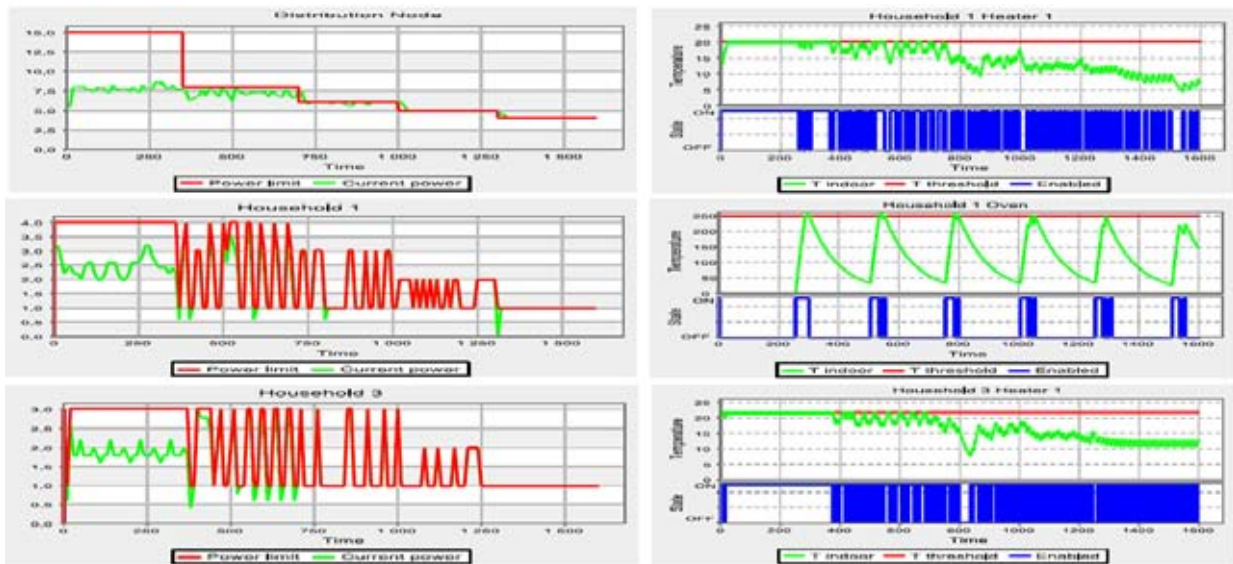 Distribution Node
15,0
12,5
10,0
7,5
5,0
2,5
0,0
0 250 500 750 1 000 1 250 1 500
Time
Power limit Current power
Household 1 Heater 1
Temperature
25
20
15
10
5
0
State
ON
OFF
0 200 400 600 800 1000 1200 1400 1600
Time
T indoor T threshold Enabled
Household 1
4,0
3,5
3,0
2,5
2,0
1,5
1,0
0,5
0,0
0 250 500 750 1 000 1 250 1 500
Time
Power limit Current power
Household 1 Oven
Temperature
250
200
150
100
50
0
State
ON
OFF
0 200 400 600 800 1000 1200 1400 1600
Time
T indoor T threshold Enabled
Household 3
3,0
2,5
2,0
1,5
1,0
0,5
0,0
0 250 500 750 1 000 1 250 1 500
Time
Power limit Current power
Household 3 Heater 1
Temperature
25
20
15
10
5
0
State
ON
OFF
0 200 400 600 800 1000 1200 1400 1600
Time
T indoor T threshold Enabled